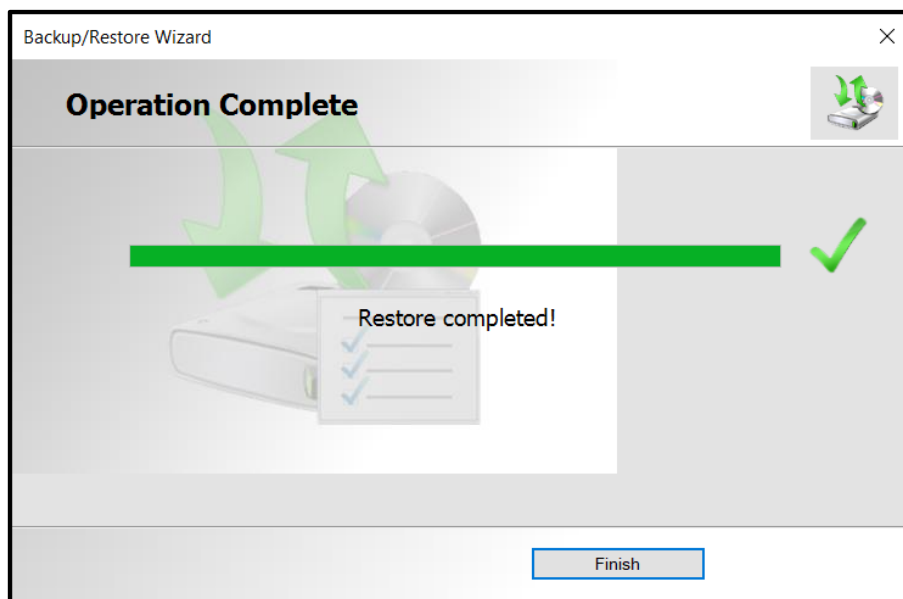 Backup/Restore Wizard
Operation Complete
Restore completed!
Finish